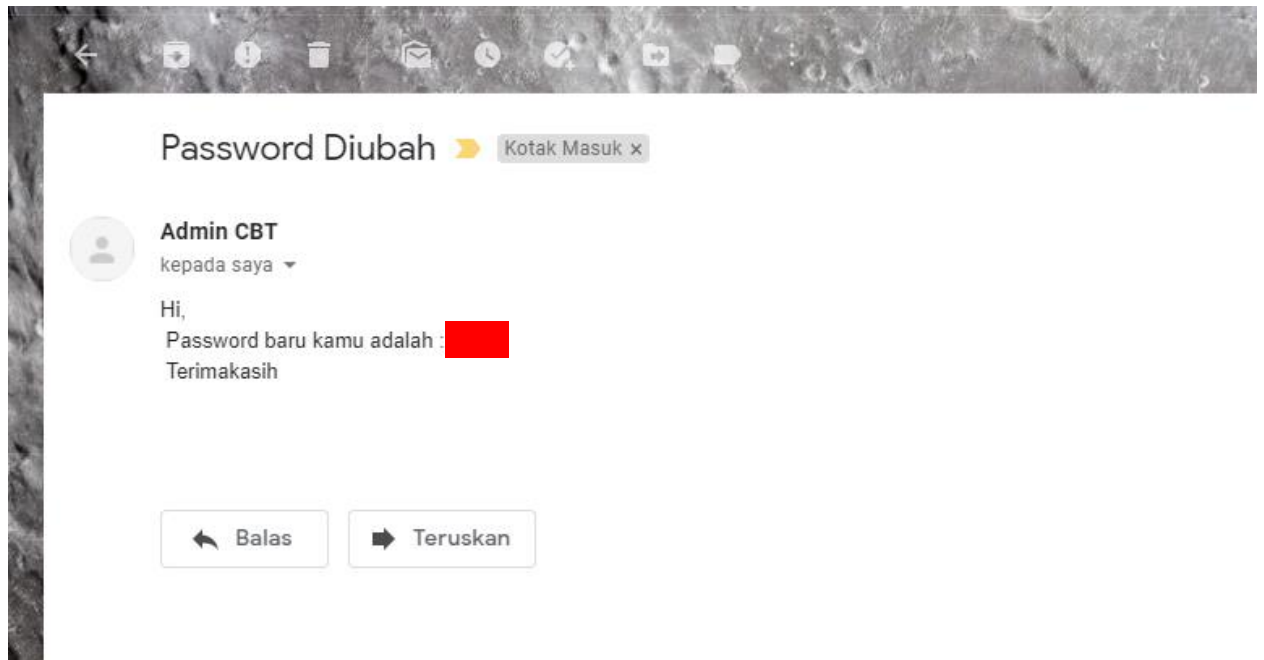 Password Diubah Kotak Masuk ×
Admin CBT
kepada saya
Hi,
Password baru kamu adalah :
Terimakasih
Balas Teruskan